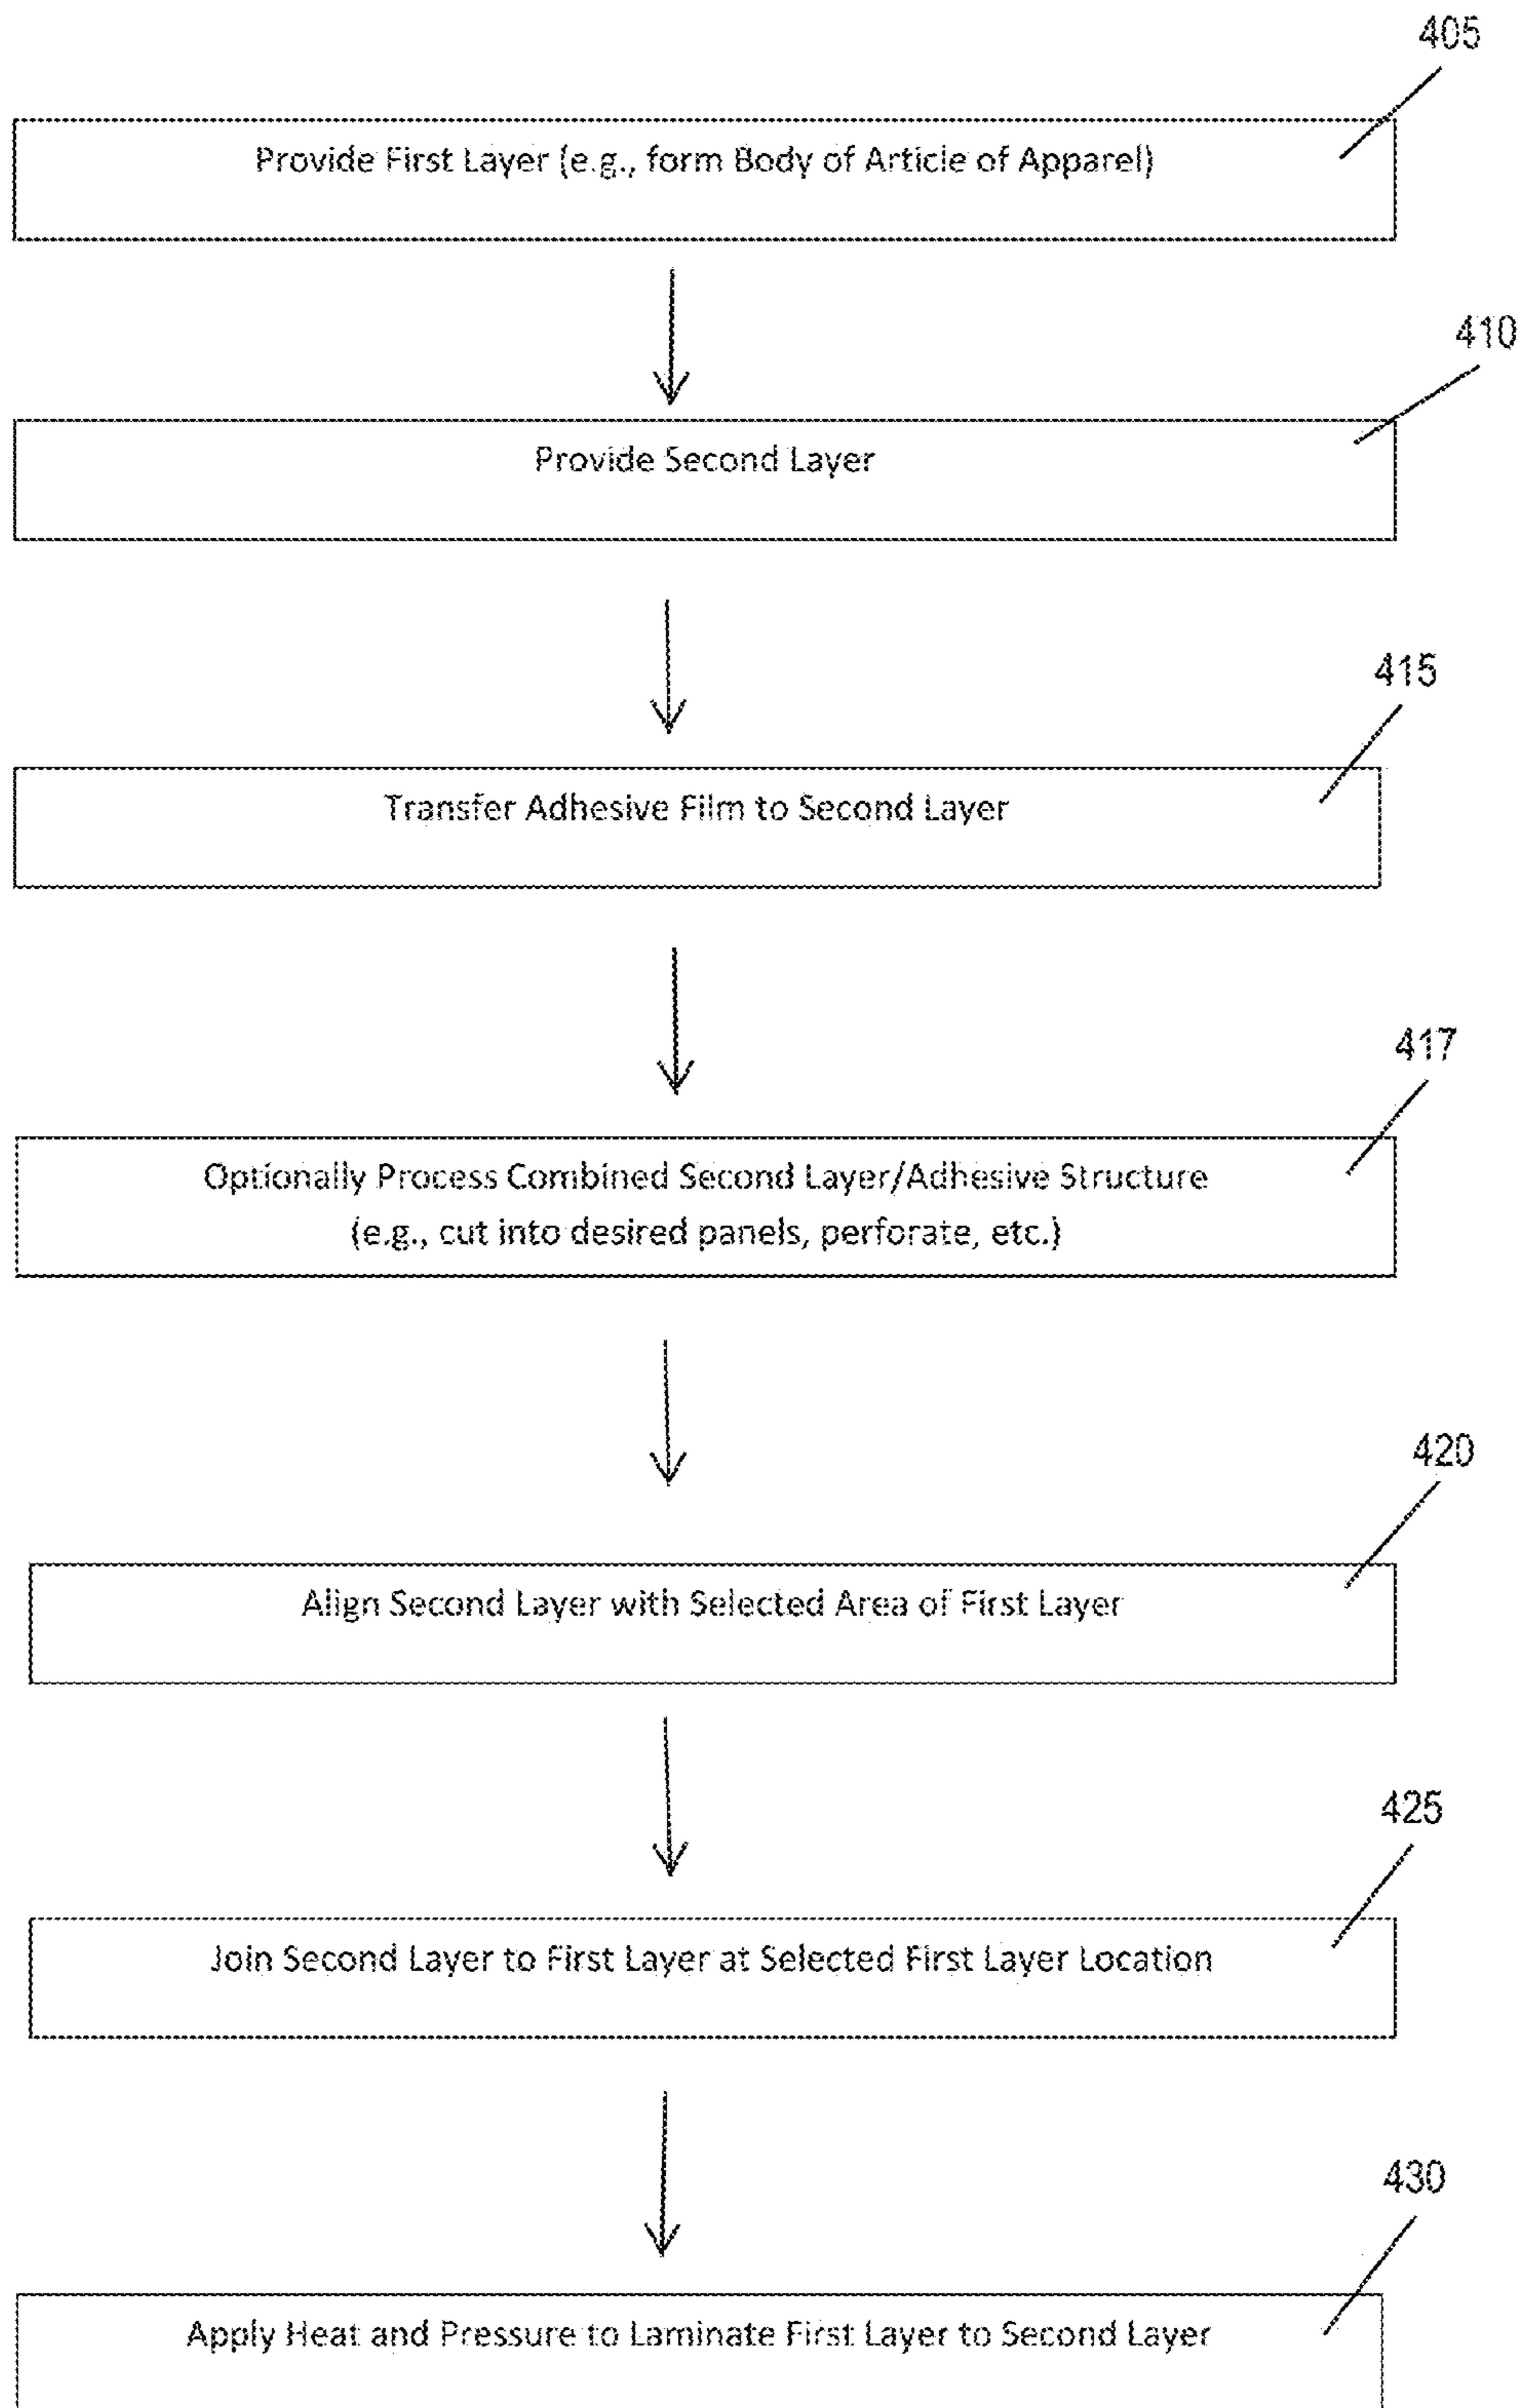 405
Provide First Layer (e.g., form Body of Article of Apparel)
410
Provide Second Layer
415
Transfer Adhesive Film to Second Layer
417
Optionally Process Combined Second Layer/Adhesive Structure
(e.g., cut into desired panels, perforate, etc.)
420
Align Second Layer with Selected Area of First Layer
425
Join Second Layer to First Layer at Selected First Layer Location
430
Apply Heat and Pressure to Laminate First Layer to Second Layer